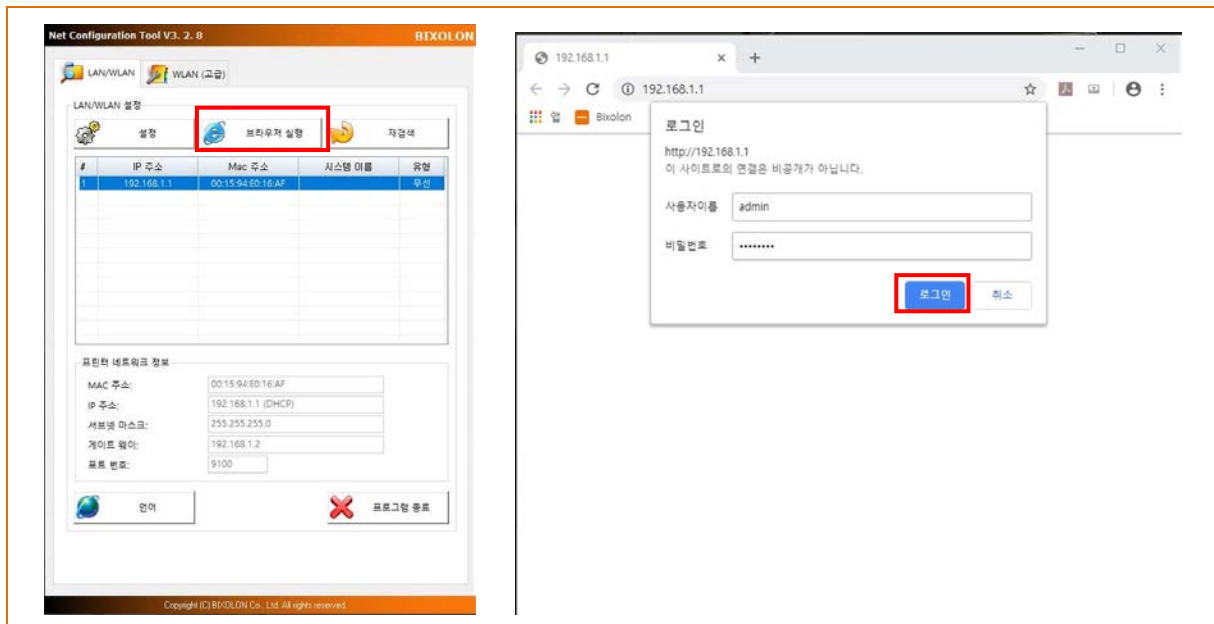 Net Configuration Tool V3. 2. 8
BIXOLON
LAN/WLAN
WLAN (고급)
LAN/WLAN 설정
설정
브라우저 실행
재검색
# IP 주소 Mac 주소 시스템 이름 유형
1 192.168.1.1 00:15:94:E0:16:AF 무선
프린터 네트워크 정보
MAC 주소: 00:15:94:E0:16:AF
IP 주소: 192.168.1.1 (DHCP)
서브넷 마스크: 255.255.255.0
게이트 웨이: 192.168.1.2
포트 번호: 9100
언어
프로그램 종료
Copyright (C) BIXOLON Co., Ltd. All rights reserved.
192.168.1.1
192.168.1.1
앱
Bixolon
로그인
http://192.168.1.1
이 사이트로의 연결은 비공개가 아닙니다.
사용자이름 admin
비밀번호 ••••••••
로그인 취소